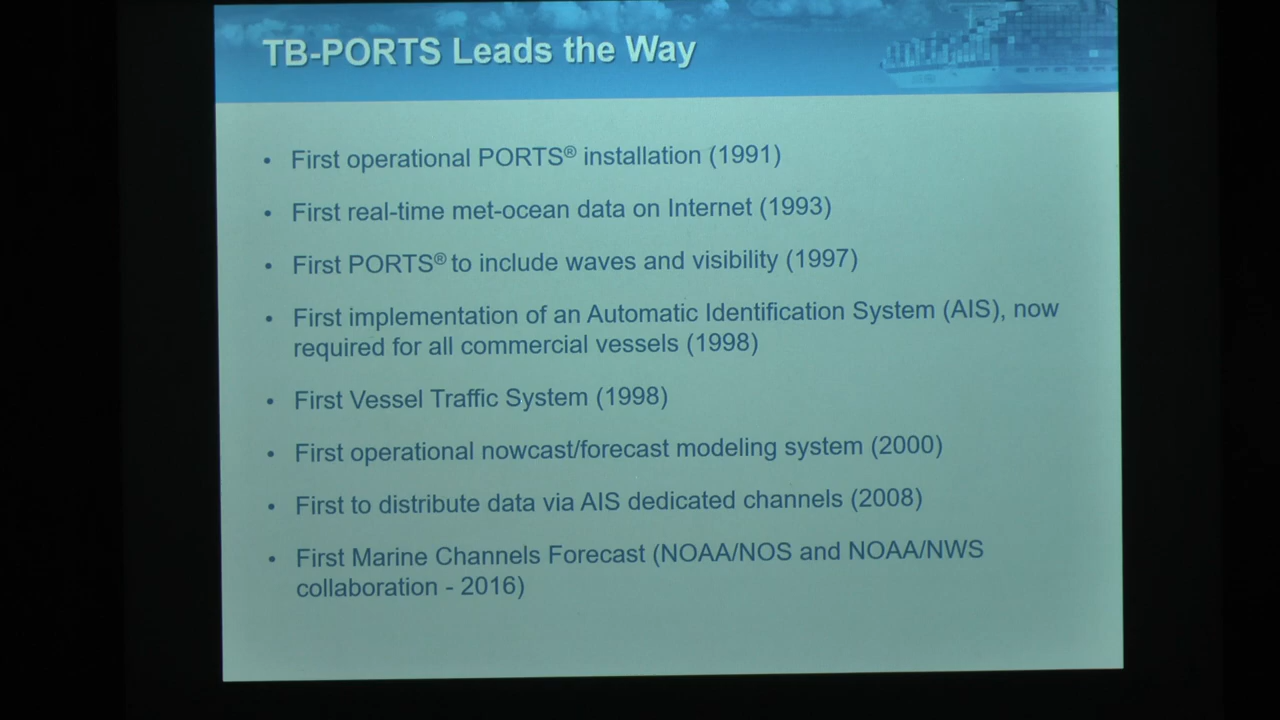 TB-PORTS Leads the Way
• First operational PORTS® installation (1991)
• First real-time met-ocean data on Internet (1993)
• First PORTS® to include waves and visibility (1997)
• First implementation of an Automatic Identification System (AIS), now
required for all commercial vessels (1998)
• First Vessel Traffic System (1998)
• First operational nowcast/forecast modeling system (2000)
• First to distribute data via AIS dedicated channels (2008)
• First Marine Channels Forecast (NOAA/NOS and NOAA/NWS
collaboration - 2016)